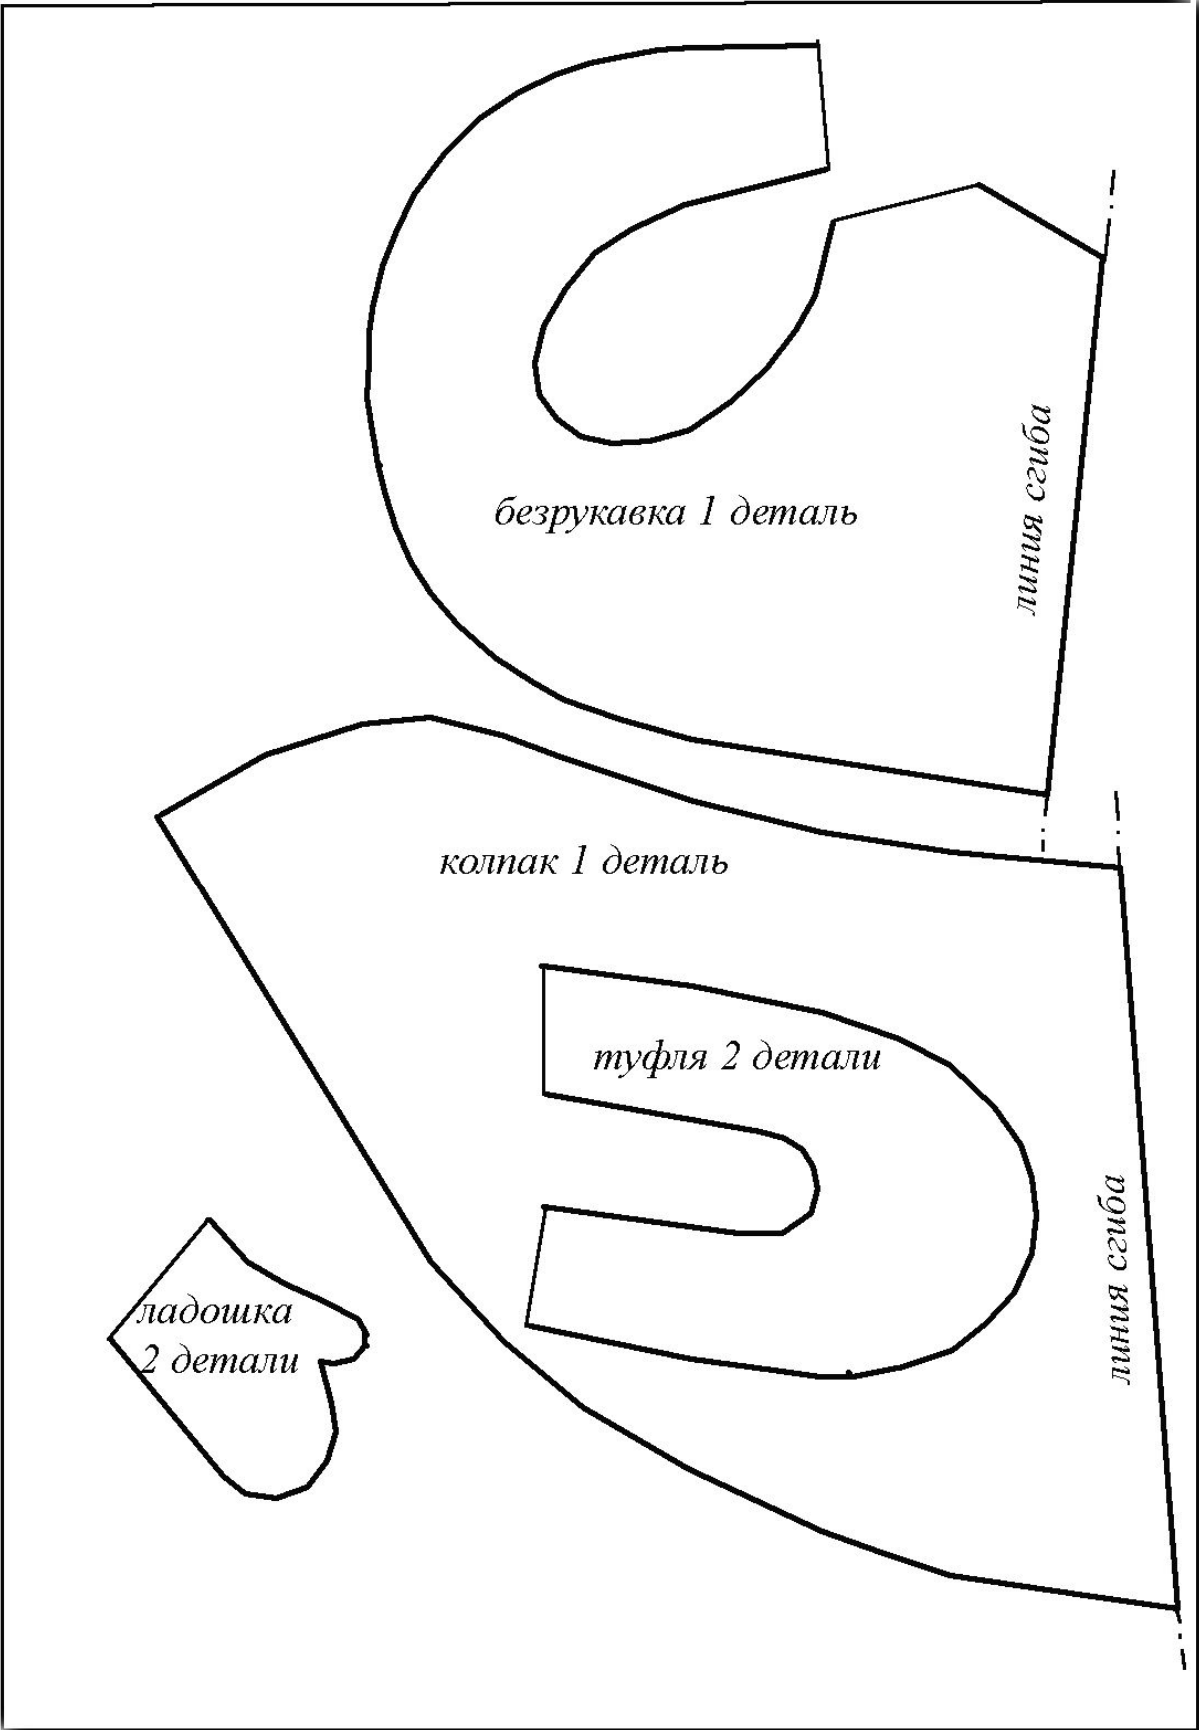 безрукавка 1 деталь
линия сгиба
колпак 1 деталь
туфля 2 детали
линия сгиба
ладошка
2 детали